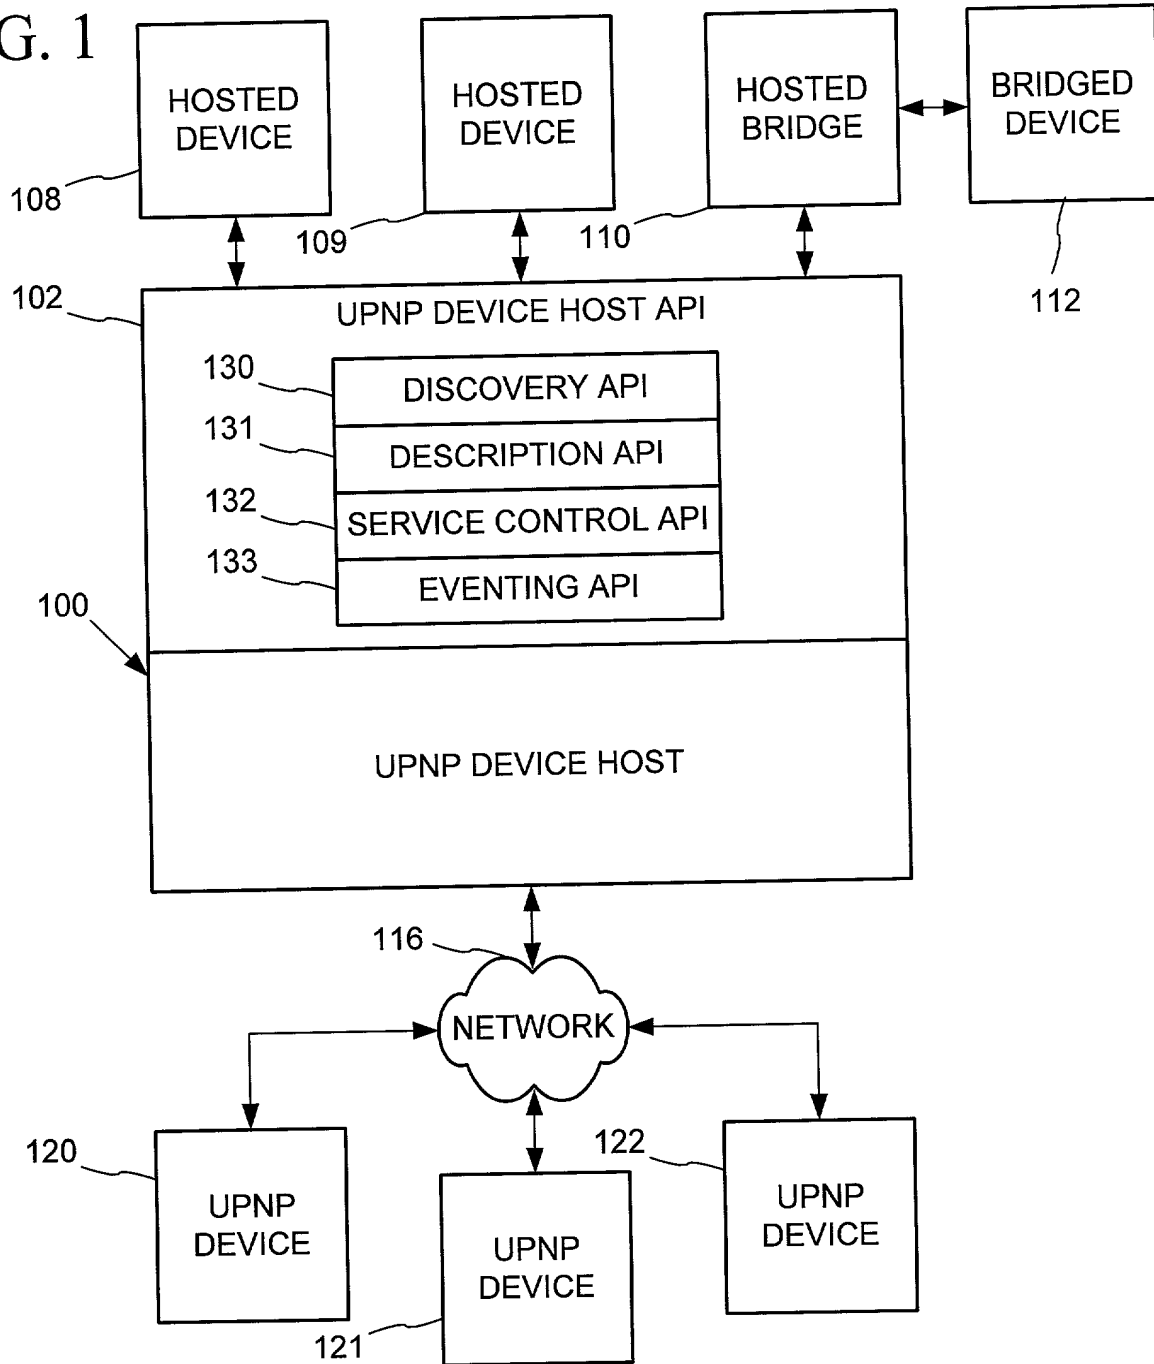 G. 1
HOSTED
DEVICE
HOSTED
DEVICE
HOSTED
BRIDGE
BRIDGED
DEVICE
108
109
110
112
102
UPNP DEVICE HOST API
130
DISCOVERY API
131
DESCRIPTION API
132
SERVICE CONTROL API
133
EVENTING API
100
UPNP DEVICE HOST
116
NETWORK
120
UPNP
DEVICE
121
UPNP
DEVICE
122
UPNP
DEVICE